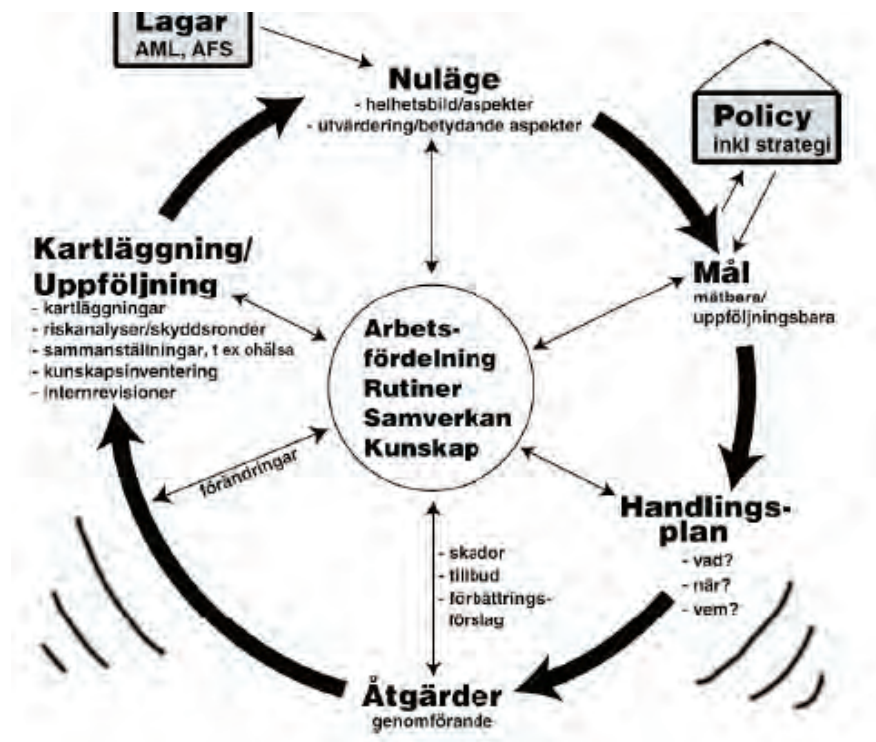 Lagar
AML, AFS
Nuläge
- helhetsbild/aspekter
- utvärdering/betydande aspekter
Policy
inkl strategi
Mål
mätbara/
uppföljningsbara
Kartläggning/
Uppföljning
- kartläggningar
- riskanalyser/skyddsronder
- sammanställningar, t ex ohälsa
- kunskapsinventering
- internrevisioner
Arbets-
fördelning
Rutiner
Samverkan
Kunskap
förändringar
Handlings-
plan
- vad?
- när?
- vem?
- skador
- tillbud
- förbättrings-
förslag
Åtgärder
genomförande